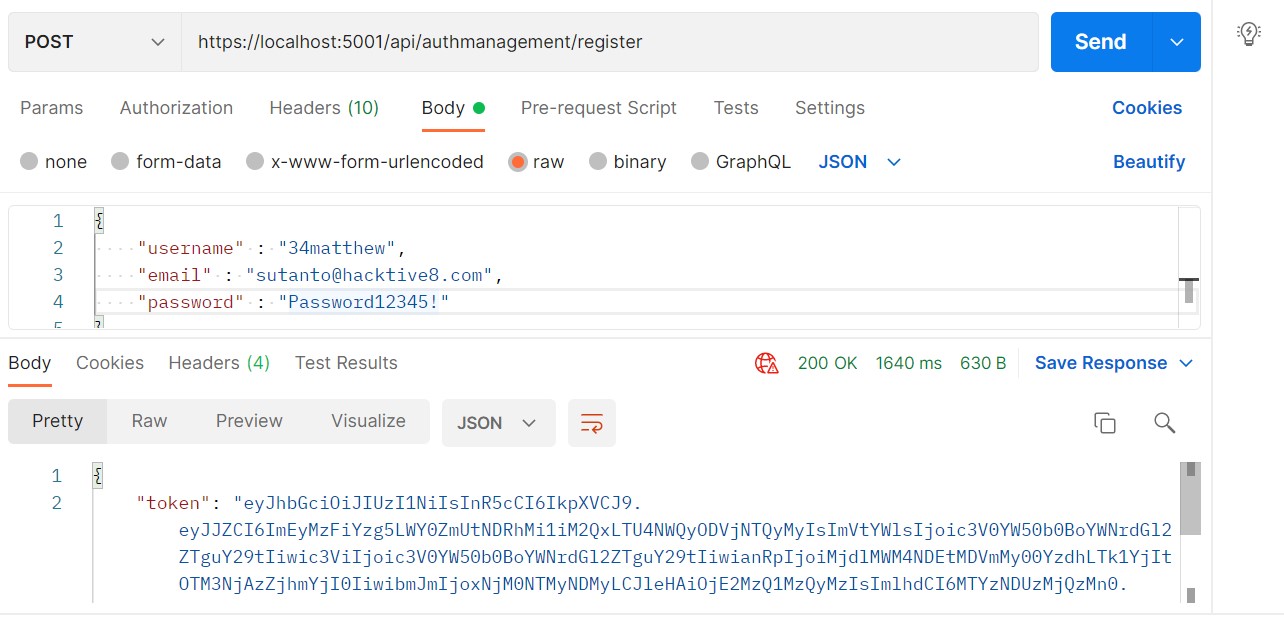 POST https://localhost:5001/api/authmanagement/register Send
Params Authorization Headers (10) Body Pre-request Script Tests Settings Cookies
none form-data x-www-form-urlencoded raw binary GraphQL JSON Beautify
1 {
2 "username" : "34matthew",
3 "email" : "sutanto@hacktive8.com",
4 "password" : "Password12345!"
5 }
Body Cookies Headers (4) Test Results 200 OK 1640 ms 630 B Save Response
Pretty Raw Preview Visualize JSON
1 {
2 "token": "eyJhbGciOiJIUzI1NiIsInR5cCI6IkpXVCJ9.
eyJJZCI6ImEyMzFiYzg5LWY0ZmUtNDRhMi1iM2QxLTU4NWQyODVjNTQyMyIsImVtYWlsIjoic3V0YW50b0BoYWNrdGl2
ZTguY29tIiwic3ViIjoic3V0YW50b0BoYWNrdGl2ZTguY29tIiwianRpIjoiMjdlMWM4NDEtMDVmMy00YzdhLTk1YjIt
OTM3NjAzZjhmYjI0IiwibmJmIjoxNjM0NTMyNDMyLCJleHAiOjE2MzQ1MzQyMzIsImlhdCI6MTYzNDUzMjQzMn0.